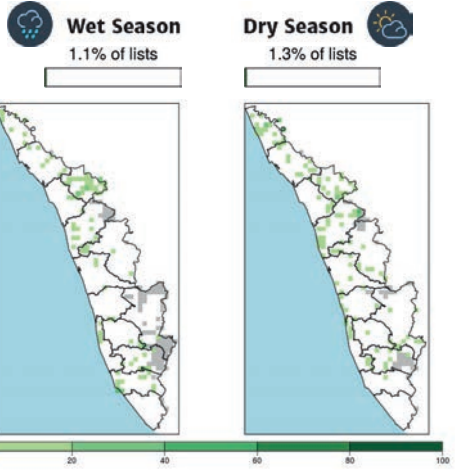 Wet Season
Dry Season
1.1% of lists
1.3% of lists
20 40 60 80 100